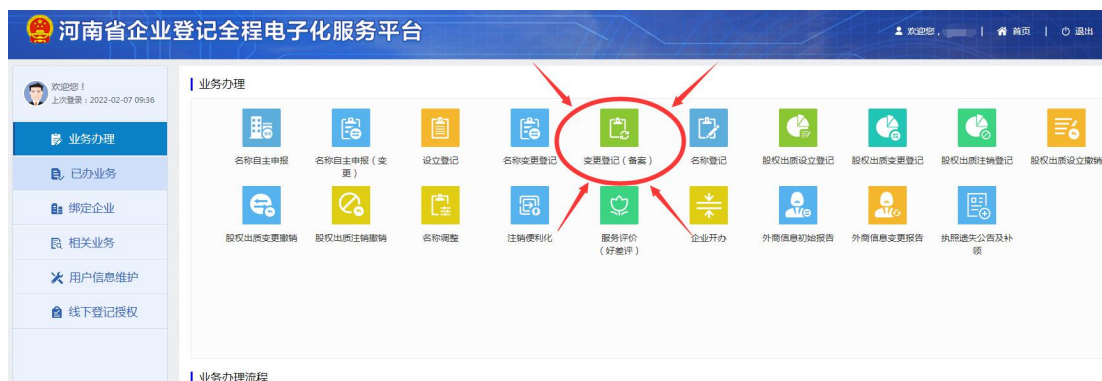 河南省企业登记全程电子化服务平台
欢迎您， | 首页 | 退出
欢迎您！
上次登录：2022-02-07 09:36
业务办理
已办业务
绑定企业
相关业务
用户信息维护
线下登记授权
业务办理
名称自主申报
名称自主申报（变
更）
设立登记
名称变更登记
变更登记（备案）
名称登记
股权出质设立登记
股权出质变更登记
股权出质注销登记
股权出质设立撤销
股权出质变更撤销
股权出质注销撤销
名称调整
注销便利化
服务评价
（好差评）
企业开办
外商信息初始报告
外商信息变更报告
执照遗失公告及补
领
业务办理流程